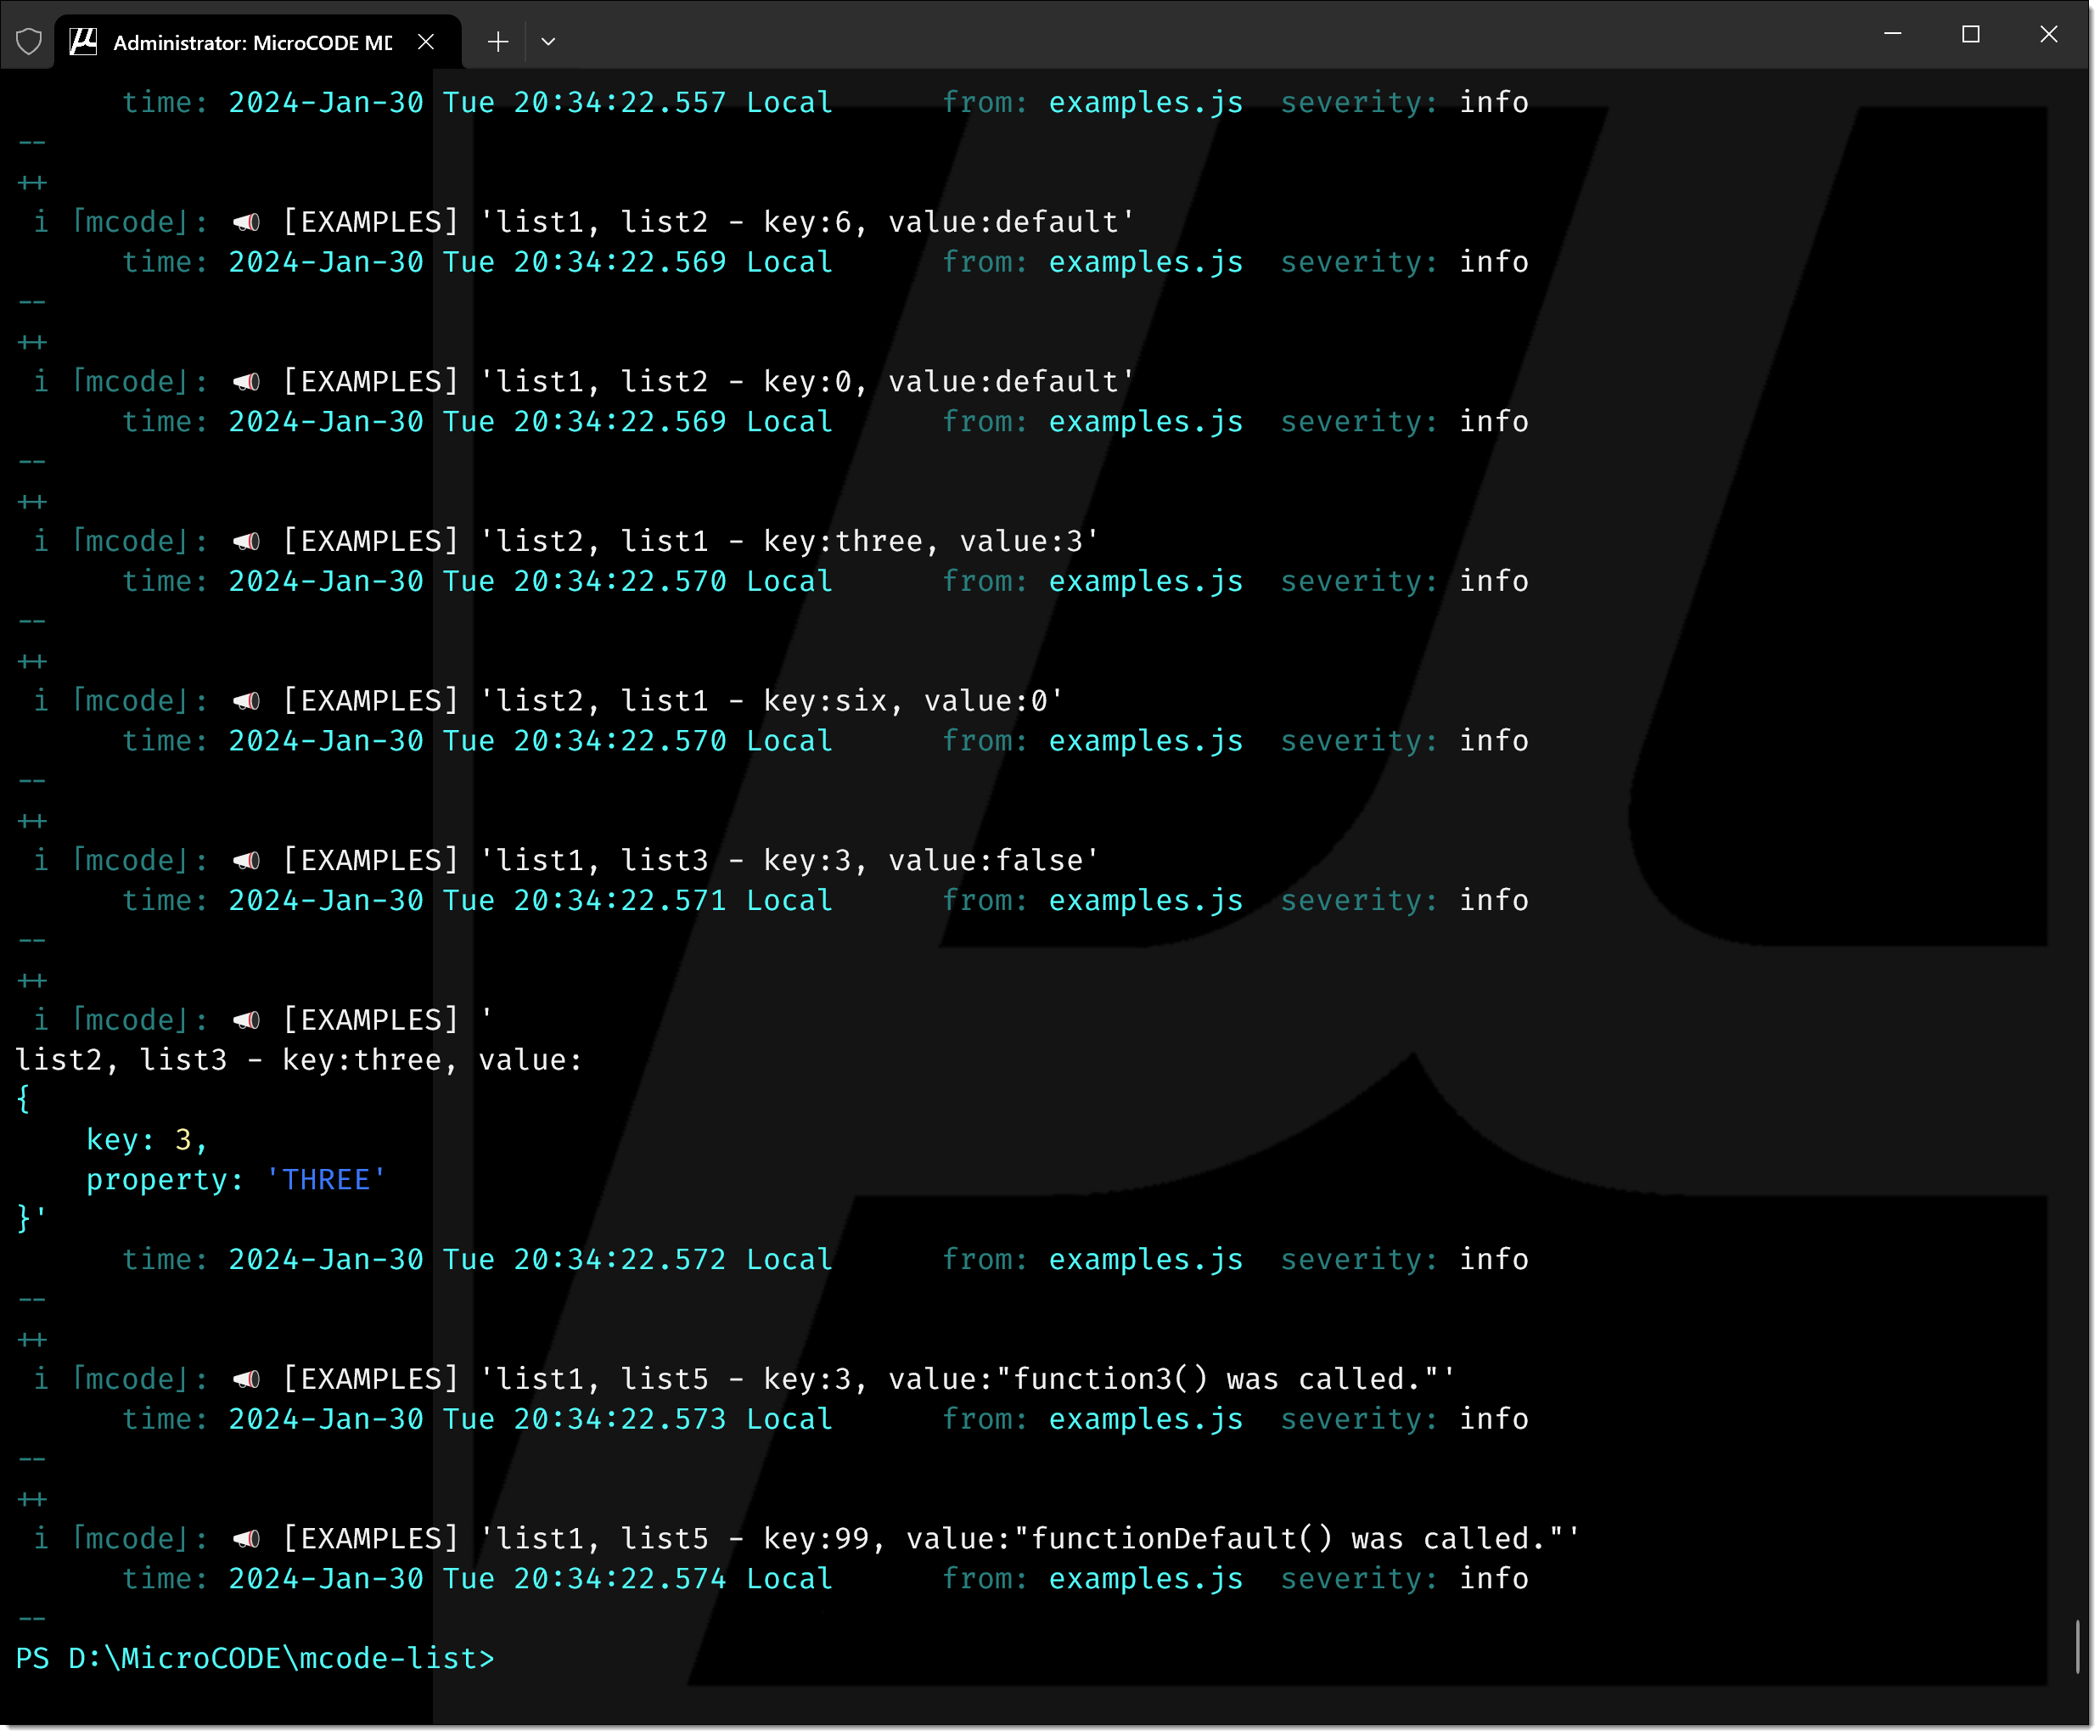 Administrator: MicroCODE ME
time: 2024-Jan-30 Tue 20:34:22.557 Local from: examples.js severity: info
--
++
i ⌈mcode⌋: 📢 [EXAMPLES] 'list1, list2 - key:6, value:default'
time: 2024-Jan-30 Tue 20:34:22.569 Local from: examples.js severity: info
--
++
i ⌈mcode⌋: 📢 [EXAMPLES] 'list1, list2 - key:0, value:default'
time: 2024-Jan-30 Tue 20:34:22.569 Local from: examples.js severity: info
--
++
i ⌈mcode⌋: 📢 [EXAMPLES] 'list2, list1 - key:three, value:3'
time: 2024-Jan-30 Tue 20:34:22.570 Local from: examples.js severity: info
--
++
i ⌈mcode⌋: 📢 [EXAMPLES] 'list2, list1 - key:six, value:0'
time: 2024-Jan-30 Tue 20:34:22.570 Local from: examples.js severity: info
--
++
i ⌈mcode⌋: 📢 [EXAMPLES] 'list1, list3 - key:3, value:false'
time: 2024-Jan-30 Tue 20:34:22.571 Local from: examples.js severity: info
--
++
i ⌈mcode⌋: 📢 [EXAMPLES] '
list2, list3 - key:three, value:
{
key: 3,
property: 'THREE'
}'
time: 2024-Jan-30 Tue 20:34:22.572 Local from: examples.js severity: info
--
++
i ⌈mcode⌋: 📢 [EXAMPLES] 'list1, list5 - key:3, value:"function3() was called."'
time: 2024-Jan-30 Tue 20:34:22.573 Local from: examples.js severity: info
--
++
i ⌈mcode⌋: 📢 [EXAMPLES] 'list1, list5 - key:99, value:"functionDefault() was called."'
time: 2024-Jan-30 Tue 20:34:22.574 Local from: examples.js severity: info
--
PS D:\MicroCODE\mcode-list>